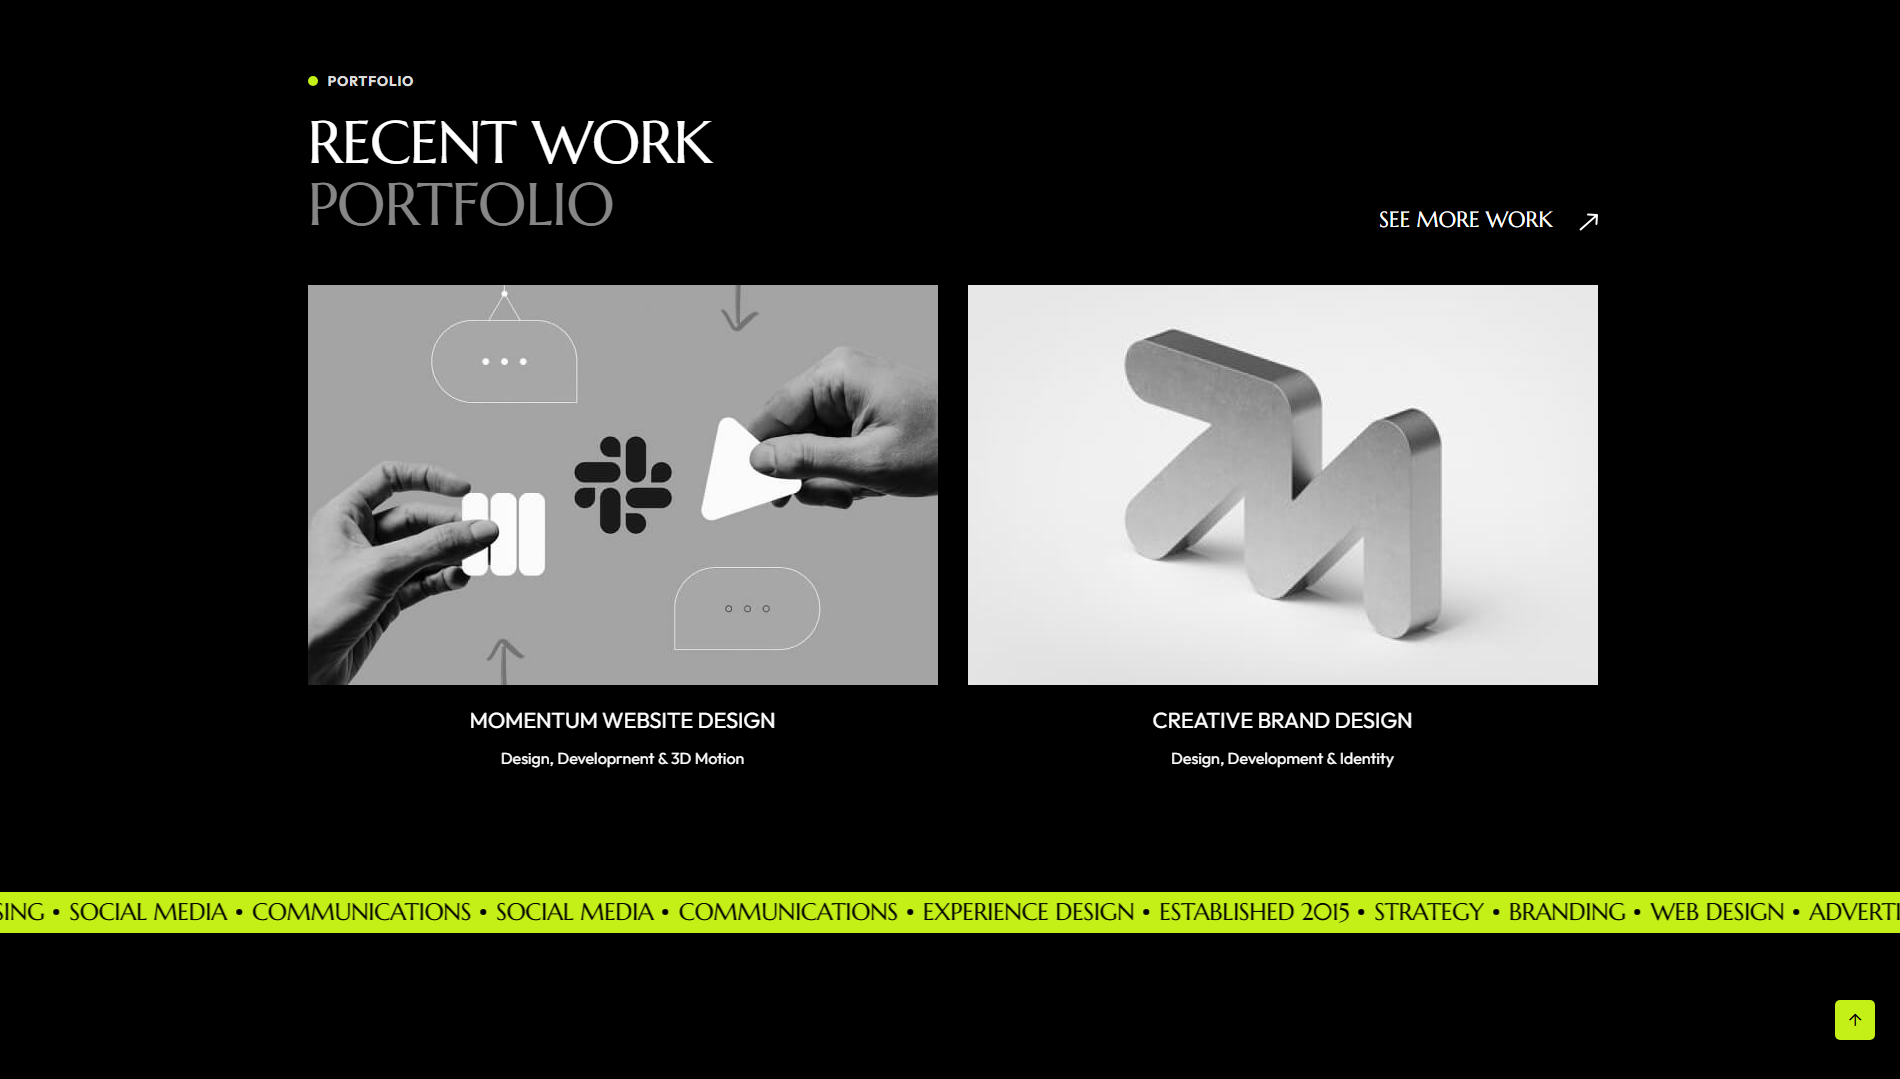 PORTFOLIO
RECENT WORK
PORTFOLIO
SEE MORE WORK
MOMENTUM WEBSITE DESIGN
Design, Developrnent & 3D Motion
CREATIVE BRAND DESIGN
Design, Development & Identity
SING • SOCIAL MEDIA • COMMUNICATIONS • SOCIAL MEDIA • COMMUNICATIONS • EXPERIENCE DESIGN • ESTABLISHED 2015 • STRATEGY • BRANDING • WEB DESIGN • ADVERTI